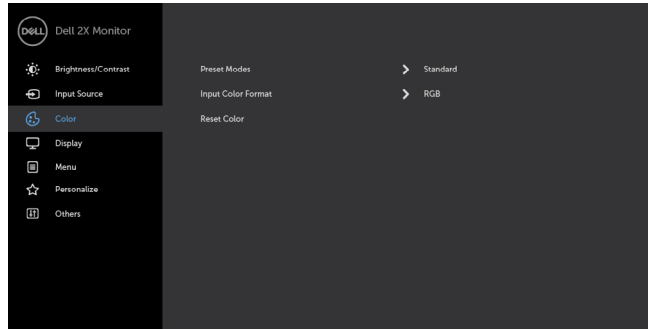 DELL Dell 2X Monitor
Brightness/Contrast Preset Modes Standard
Input Source Input Color Format RGB
Color Reset Color
Display
Menu
Personalize
Others